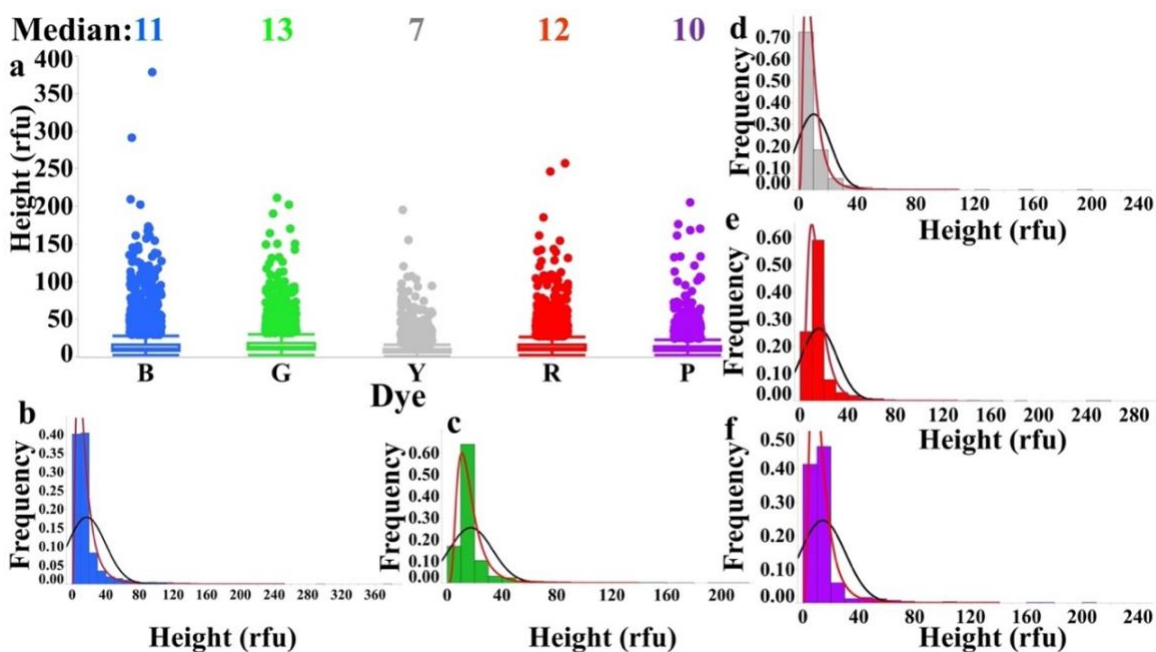 Median: 11 13 7 12 10
a
Height (rfu)
400
350
300
250
200
150
100
50
0
B G Y R P
Dye
b
Frequency
0.40
0.35
0.30
0.25
0.20
0.15
0.10
0.05
0.00
0 40 80 120 160 200 240 300 360
Height (rfu)
c
Frequency
0.60
0.50
0.40
0.30
0.20
0.10
0.00
0 40 80 120 160 200
Height (rfu)
d
Frequency
0.70
0.60
0.50
0.40
0.30
0.20
0.10
0.00
0 40 80 120 160 200 240
Height (rfu)
e
Frequency
0.60
0.50
0.40
0.30
0.20
0.10
0.00
0 40 80 120 160 200 240 280
Height (rfu)
f
Frequency
0.50
0.40
0.30
0.20
0.10
0.00
0 40 80 120 160 200 240
Height (rfu)